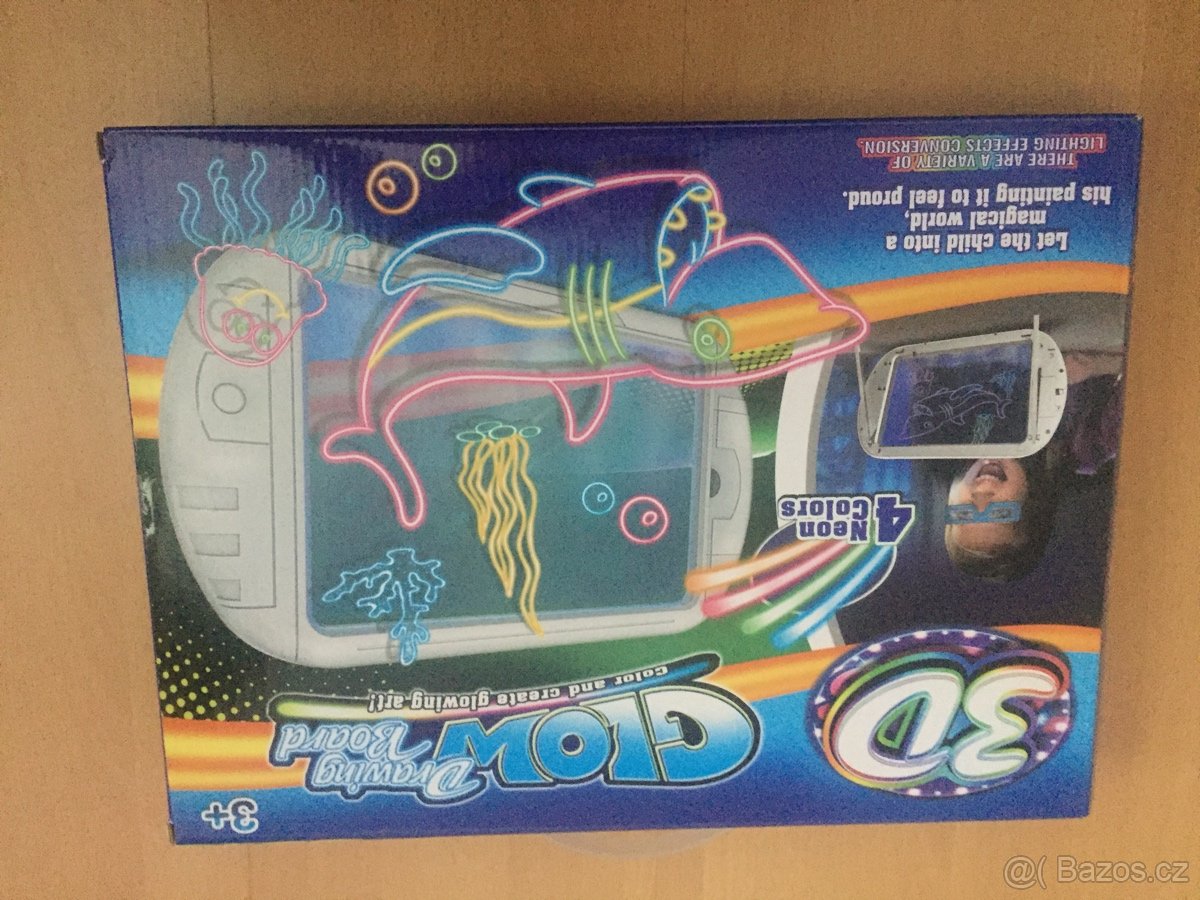 3D
GLOW
Drawing
Board
Color and create glowing art!
3+
4 Neon
Colors
Let the child into a
magical world,
his painting it to feel proud.
THERE ARE A VARIETY OF
LIGHTING EFFECTS CONVERSION.
@( Bazos.cz